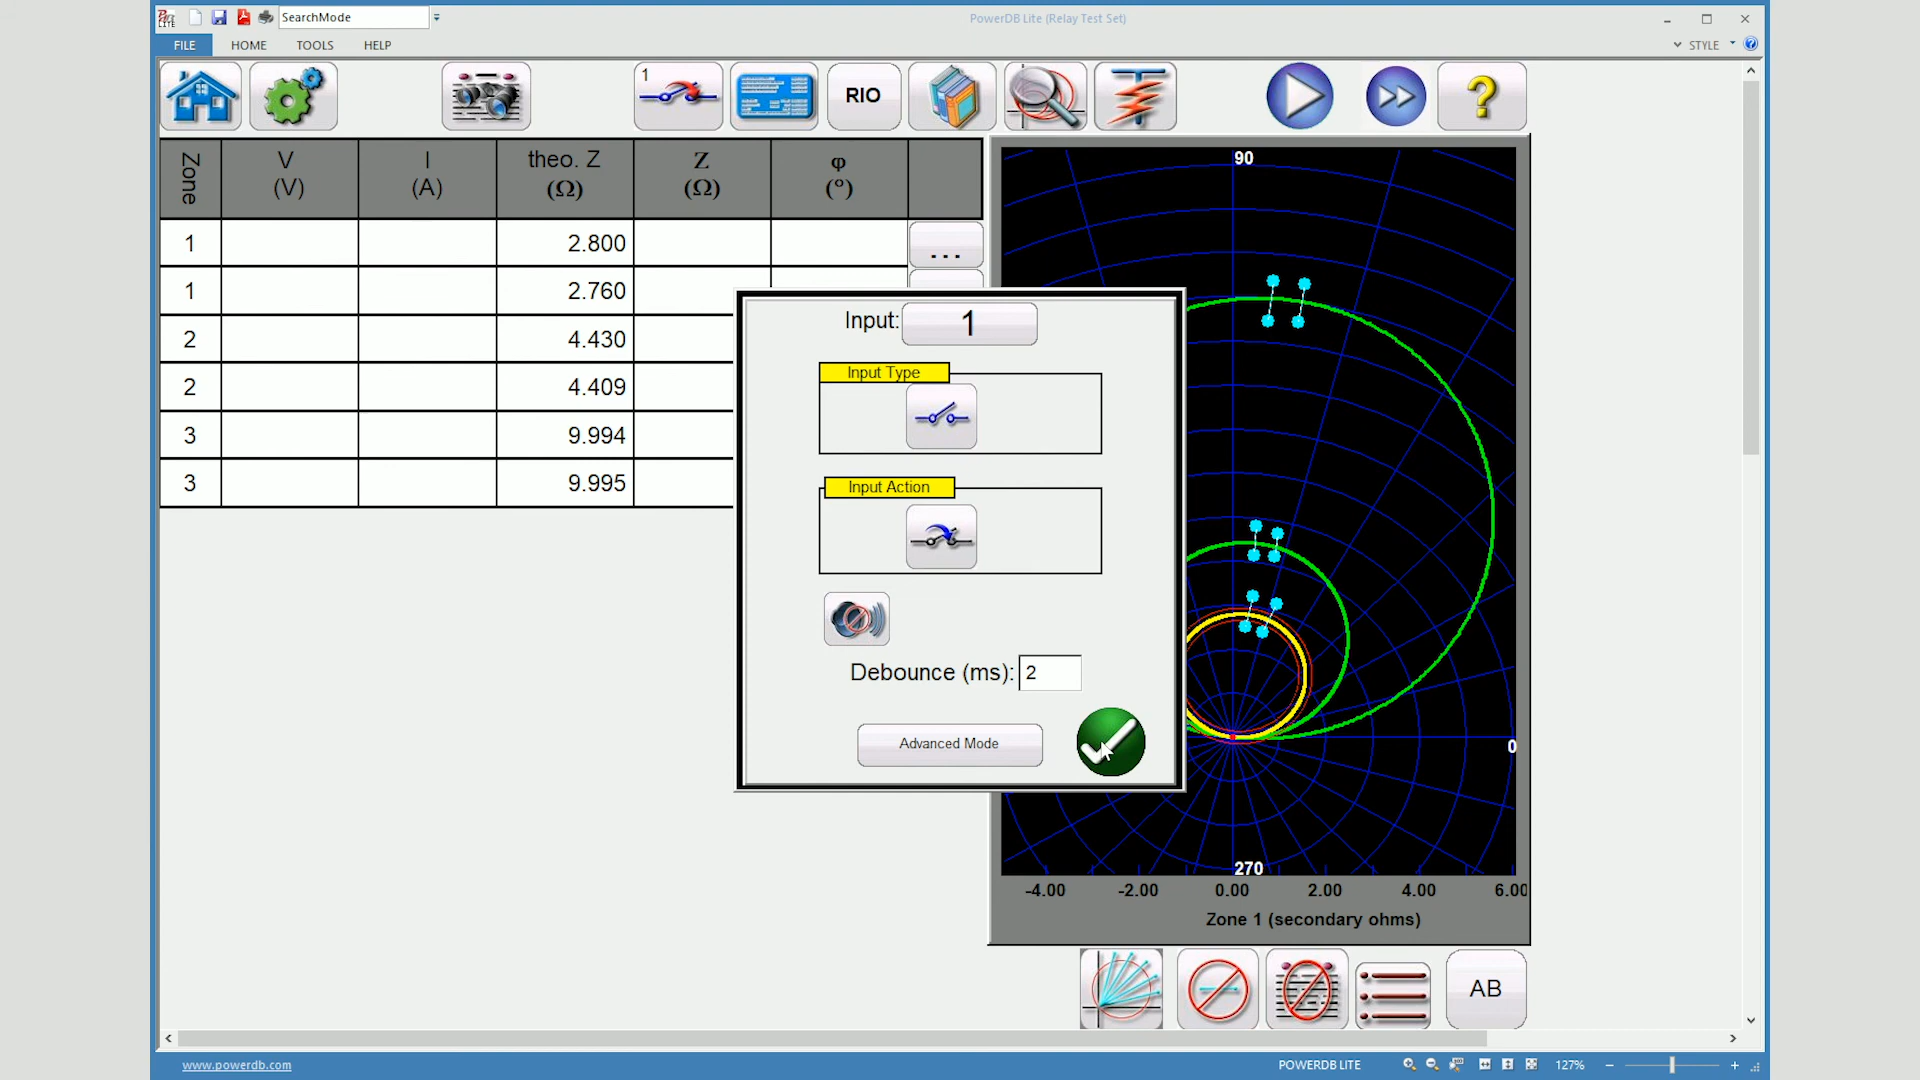 SearchMode
PowerDB Lite (Relay Test Set)
FILE HOME TOOLS HELP
STYLE
1
RIO
Zone
V (V)
I (A)
theo. Z (Ω)
Z (Ω)
φ (°)
1 2.800 ...
1 2.760
2 4.430
2 4.409
3 9.994
3 9.995
Input: 1
Input Type
Input Action
Debounce (ms): 2
Advanced Mode
90
0
270
-4.00 -2.00 0.00 2.00 4.00 6.00
Zone 1 (secondary ohms)
AB
www.powerdb.com
POWERDB LITE
127%